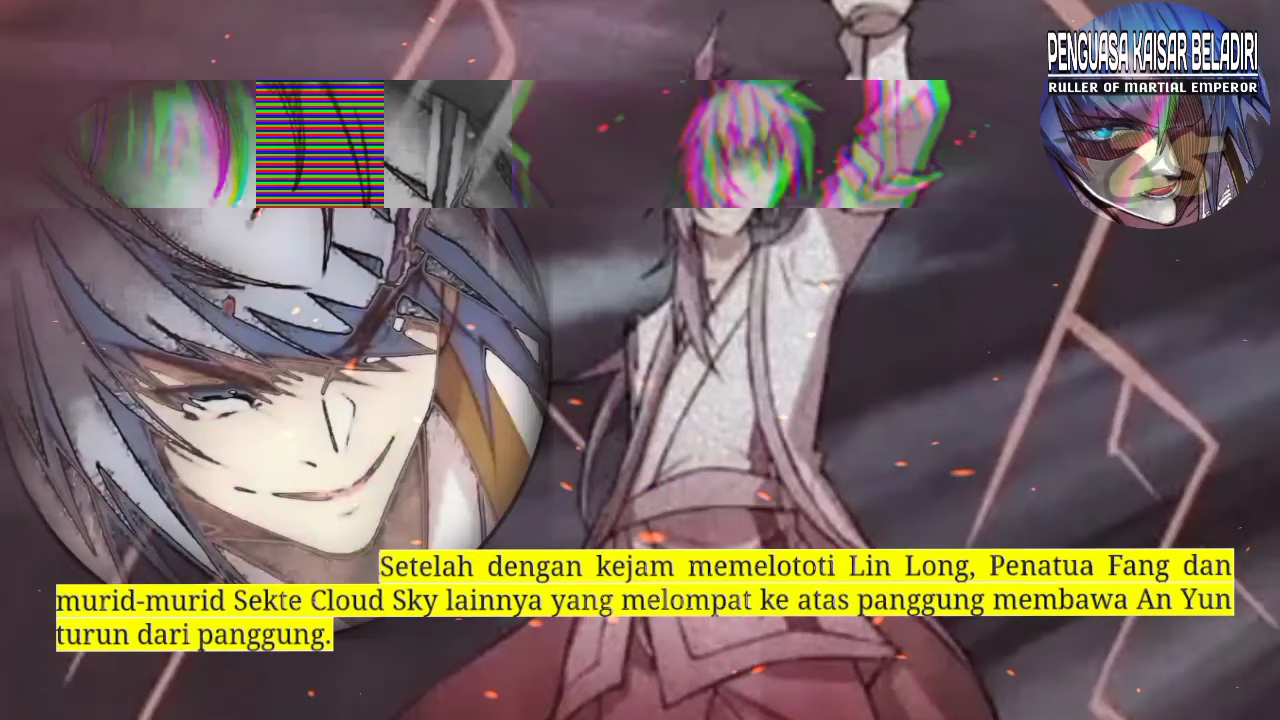 PENGUASA KAISAR BELADIRI
RULLER OF MARTIAL EMPEROR
Setelah dengan kejam memelototi Lin Long, Penatua Fang dan
murid-murid Sekte Cloud Sky lainnya yang melompat ke atas panggung membawa An Yun
turun dari panggung.